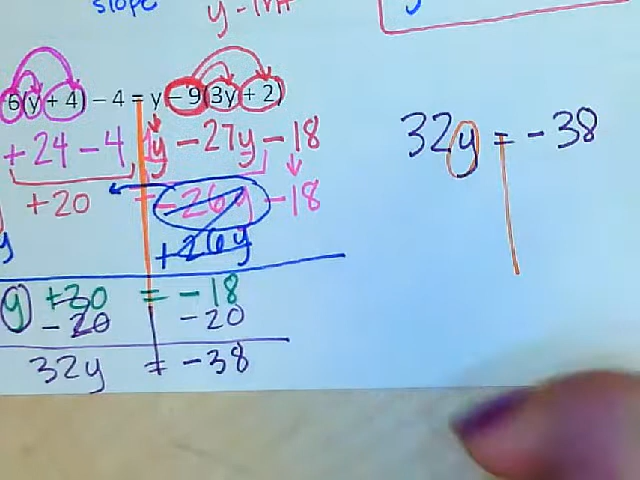 slope
y-int
6(y + 4) - 4 = y - 9(3y + 2)
+ 24 - 4 1y - 27y - 18
+20 = -26y - 18
y +26y
y +20 = -18
-20 -20
32y = -38
32y = -38